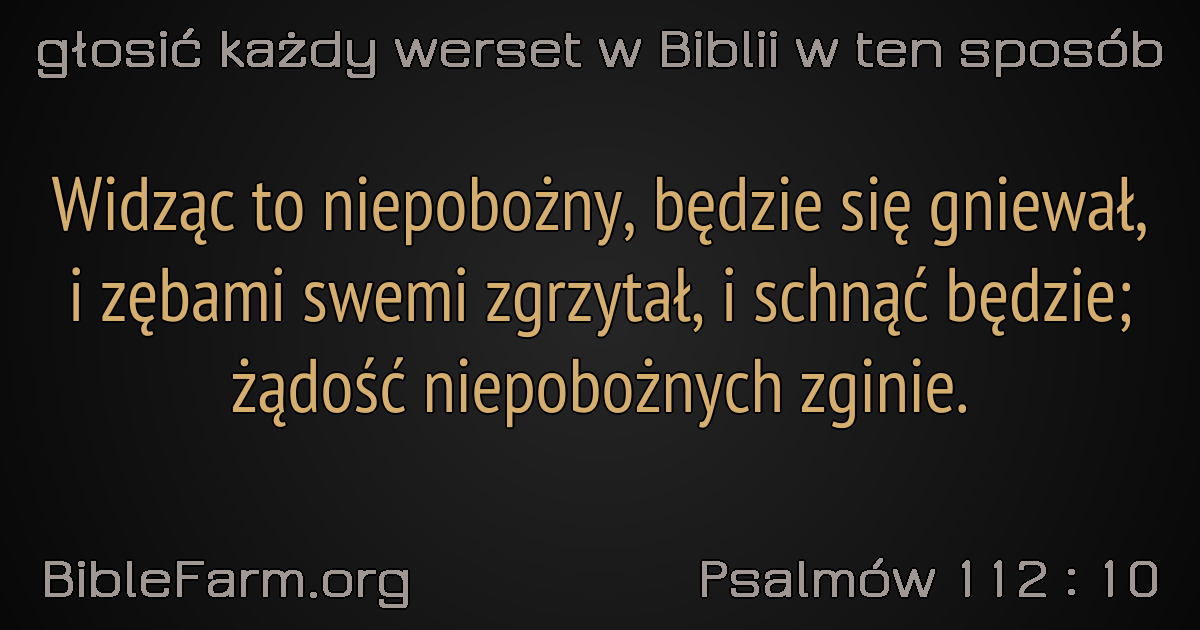 głosić każdy werset w Biblii w ten sposób
Widząc to niepobożny, będzie się gniewał,
i zębami swemi zgrzytał, i schnąć będzie;
żądość niepobożnych zginie.
BibleFarm.org
Psalmów 112 : 10